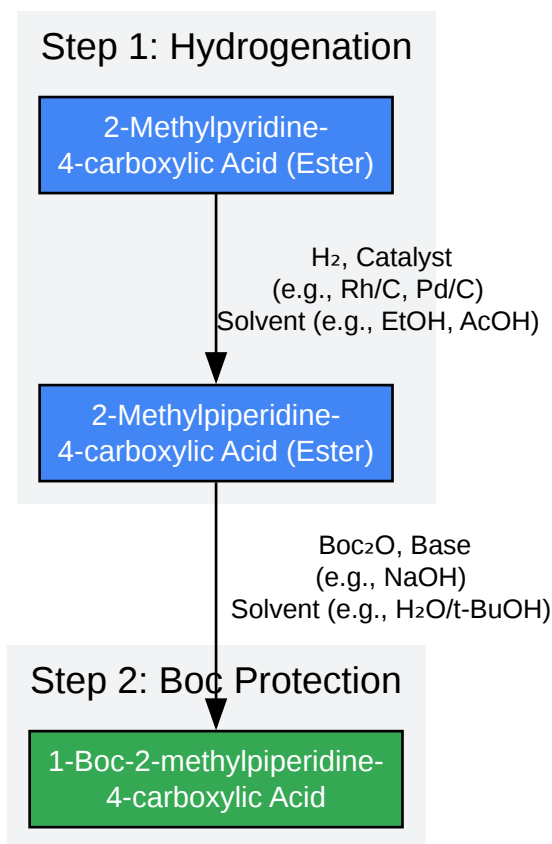 Step 1: Hydrogenation
2-Methylpyridine-
4-carboxylic Acid (Ester)
H₂, Catalyst
(e.g., Rh/C, Pd/C)
Solvent (e.g., EtOH, AcOH)
2-Methylpiperidine-
4-carboxylic Acid (Ester)
Boc₂O, Base
(e.g., NaOH)
Solvent (e.g., H₂O/t-BuOH)
Step 2: Boc Protection
1-Boc-2-methylpiperidine-
4-carboxylic Acid